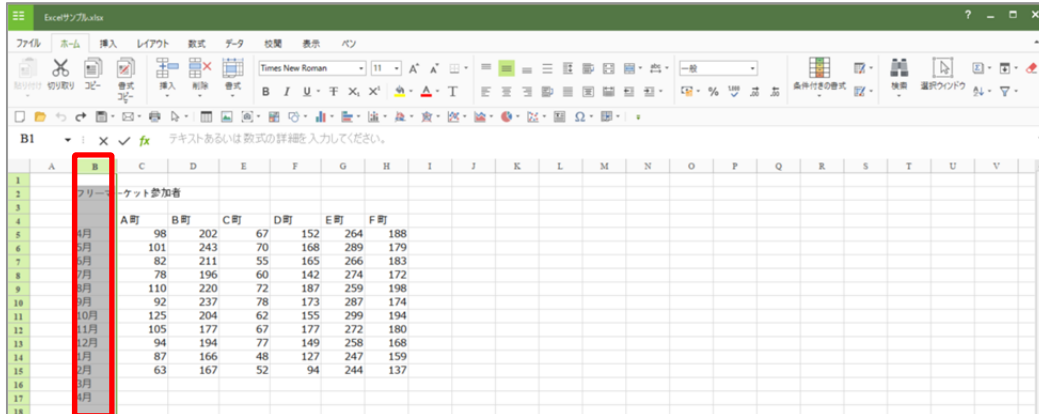 Excelサンプル.xlsx
ファイル ホーム 挿入 レイアウト 数式 データ 校閲 表示 ペン
貼り付け 切り取り コピー 書式コピー 挿入 削除 書式 Times New Roman 11 一般 % 条件付きの書式 検索 選択ウィンドウ
B I U
B1 fx テキストあるいは数式の詳細を入力してください。
A B C D E F G H I J K L M N O P Q R S T U V
1
2 フリーマーケット参加者
3
4 A町 B町 C町 D町 E町 F町
5 4月 98 202 67 152 264 188
6 5月 101 243 70 168 289 179
7 6月 82 211 55 165 266 183
8 7月 78 196 60 142 274 172
9 8月 110 220 72 187 259 198
10 9月 92 237 78 173 287 174
11 10月 125 204 62 155 299 194
12 11月 105 177 67 177 272 180
13 12月 94 194 77 149 258 168
14 1月 87 166 48 127 247 159
15 2月 63 167 52 94 244 137
16 3月
17 4月
18